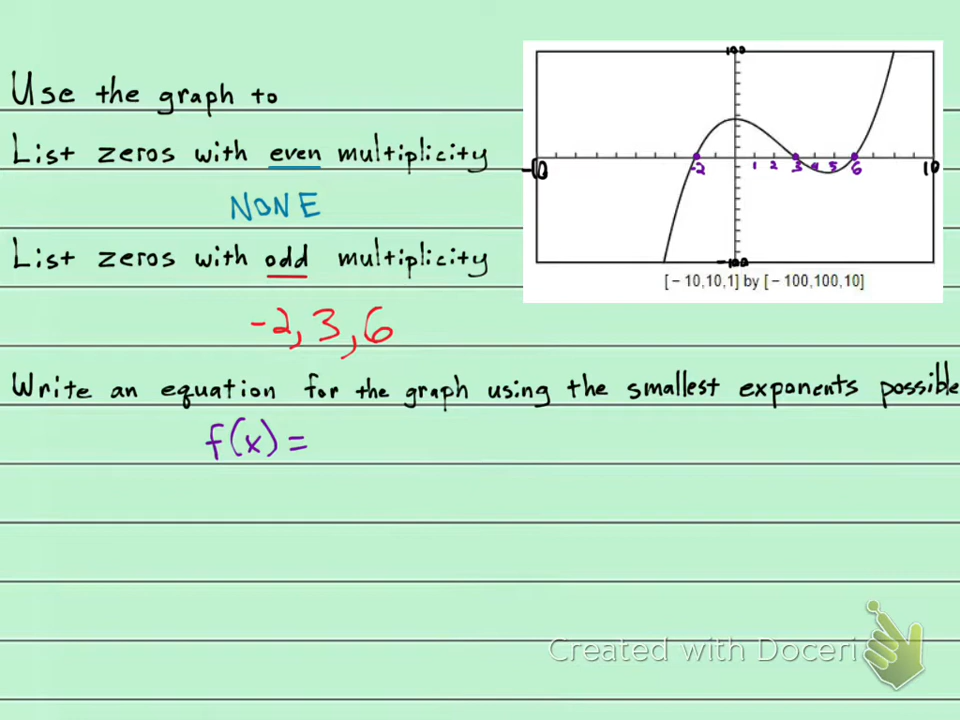 Use the graph to
List zeros with even multiplicity
NONE
List zeros with odd multiplicity
-2, 3, 6
Write an equation for the graph using the smallest exponents possible
f(x) =
100
-10
-2 1 2 3 4 5 6
10
-100
[ - 10,10,1] by [ - 100,100,10]
Created with Doceri